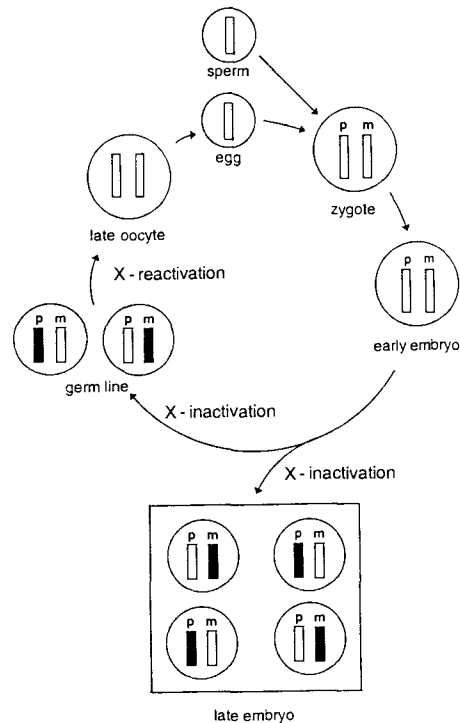 sperm
egg
p m
zygote
late oocyte
X - reactivation
p m
early embryo
p m p m
germ line
X - inactivation
X - inactivation
p m p m
p m p m
late embryo